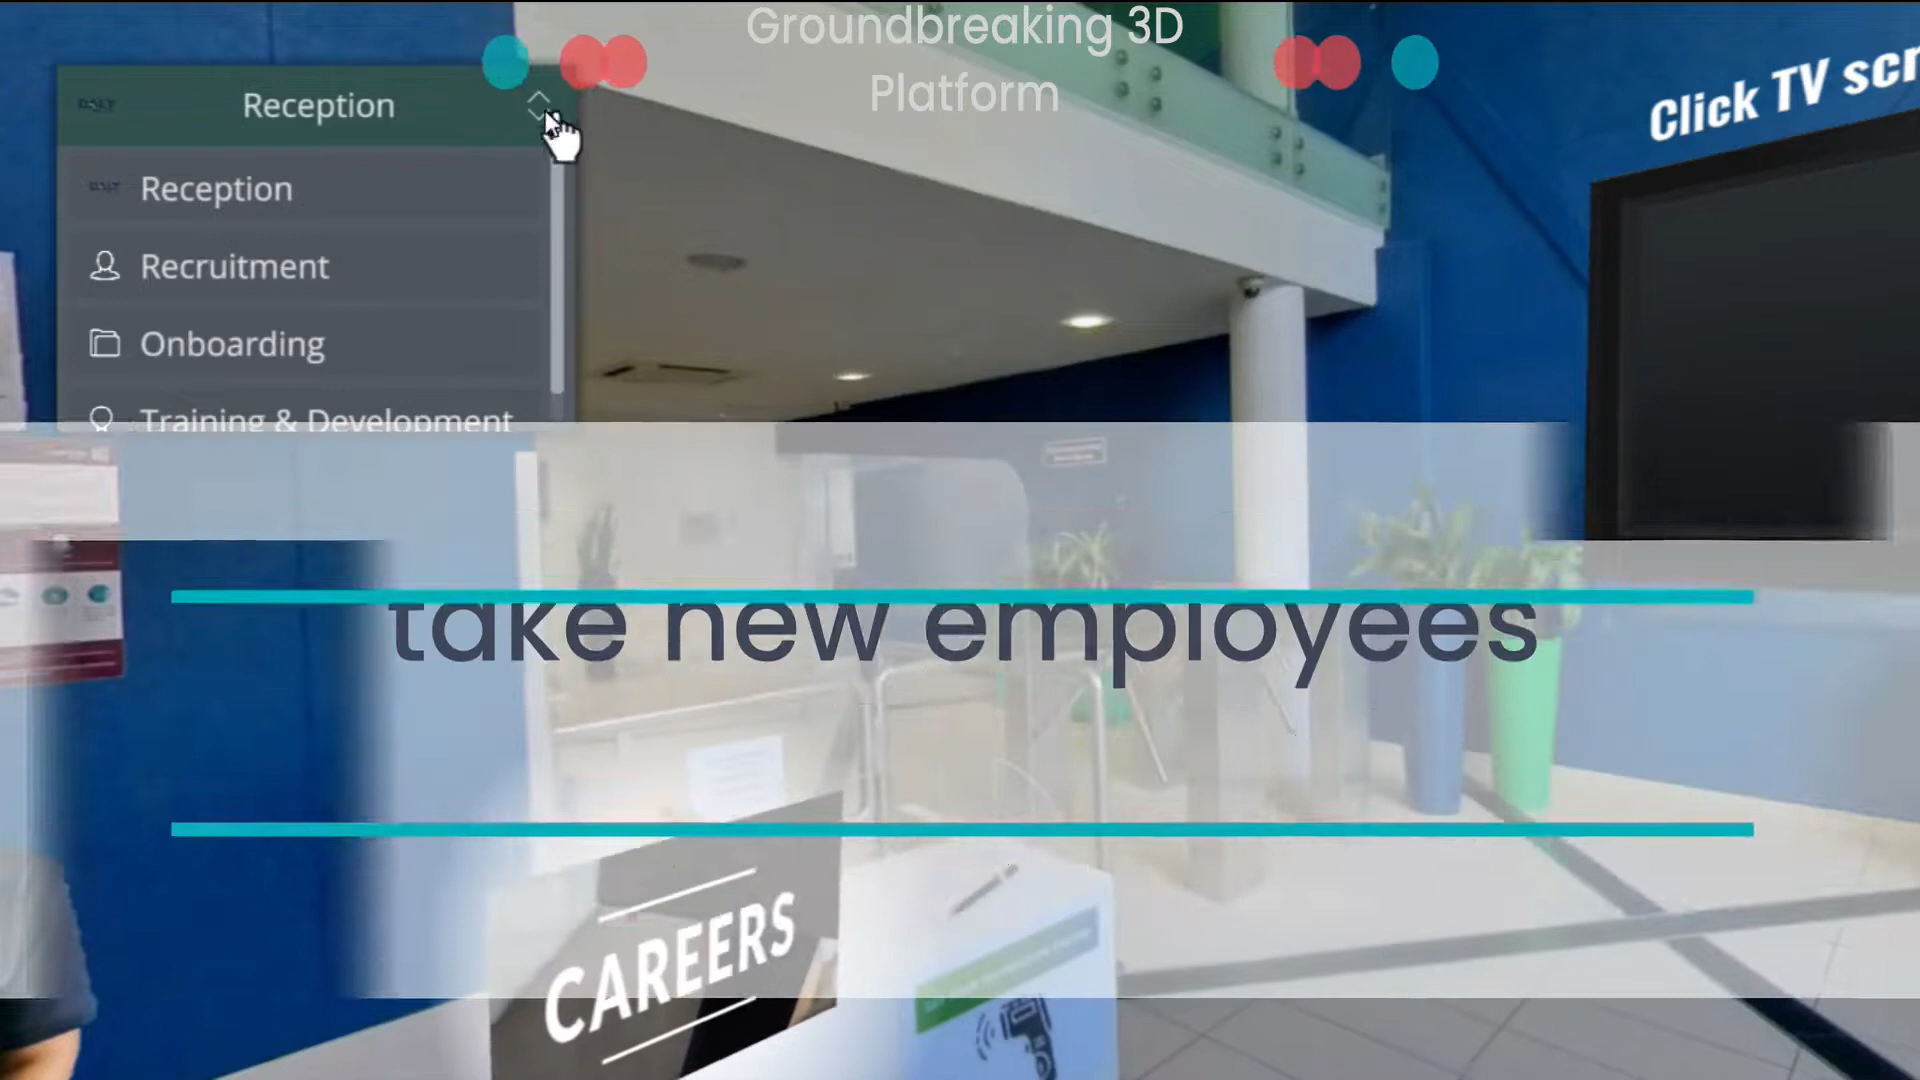 Groundbreaking 3D
Platform
Click TV scr
Reception
Reception
Recruitment
Onboarding
Training & Development
take new employees
CAREERS